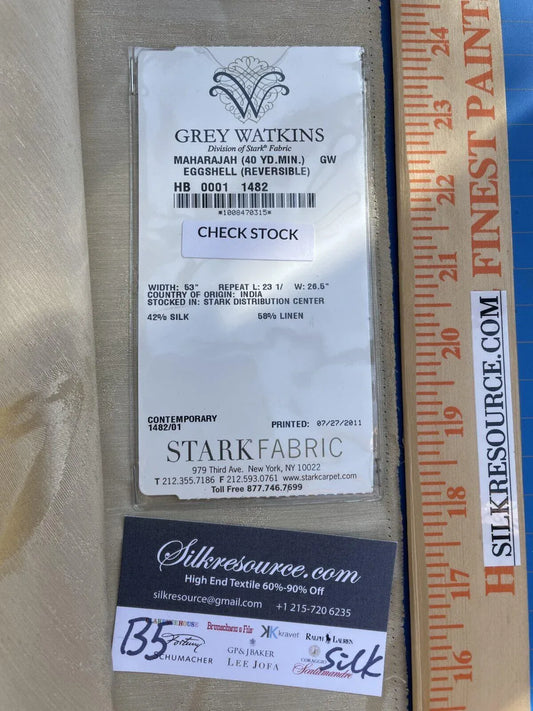 GREY WATKINS
Division of Stark® Fabric
MAHARAJAH (40 YD.MIN.) GW
EGGSHELL (REVERSIBLE)
HB 0001 1482
*1008470315*
CHECK STOCK
WIDTH: 53" REPEAT L: 23 1/ W: 26.5"
COUNTRY OF ORIGIN: INDIA
STOCKED IN: STARK DISTRIBUTION CENTER
42% SILK 58% LINEN
CONTEMPORARY
1482/01
PRINTED: 07/27/2011
STARKFABRIC
979 Third Ave. New York, NY 10022
T 212.355.7186 F 212.593.0761 www.starkcarpet.com
Toll Free 877.746.7699
Silkresource.com
High End Textile 60%-90% Off
silkresource@gmail.com +1 215-720 6235
Brunschwig & Fils
kravet
RALPH LAUREN
Fortuny
SCHUMACHER
GP&J BAKER
LEE JOFA
CORAGGIO
Scalamandre
B5
Silk
24
23
22
21
20
19
18
17
16
H
FINEST PAINT
SILKRESOURCE.COM